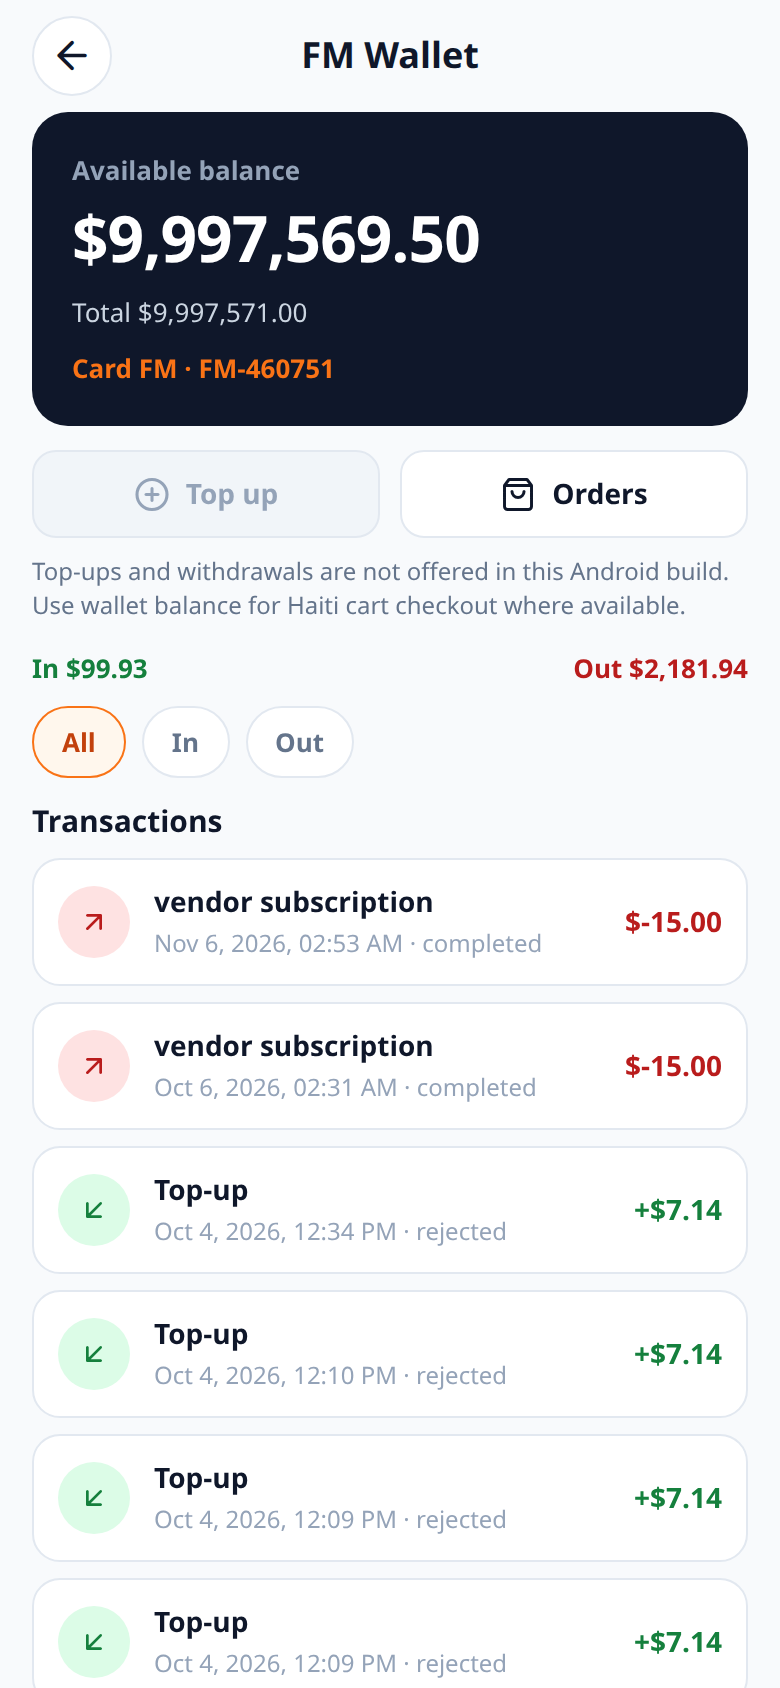 FM Wallet
Available balance
$9,997,569.50
Total $9,997,571.00
Card FM · FM-460751
Top up
Orders
Top-ups and withdrawals are not offered in this Android build.
Use wallet balance for Haiti cart checkout where available.
In $99.93
Out $2,181.94
All
In
Out
Transactions
vendor subscription
Nov 6, 2026, 02:53 AM · completed
$-15.00
vendor subscription
Oct 6, 2026, 02:31 AM · completed
$-15.00
Top-up
Oct 4, 2026, 12:34 PM · rejected
+$7.14
Top-up
Oct 4, 2026, 12:10 PM · rejected
+$7.14
Top-up
Oct 4, 2026, 12:09 PM · rejected
+$7.14
Top-up
Oct 4, 2026, 12:09 PM · rejected
+$7.14